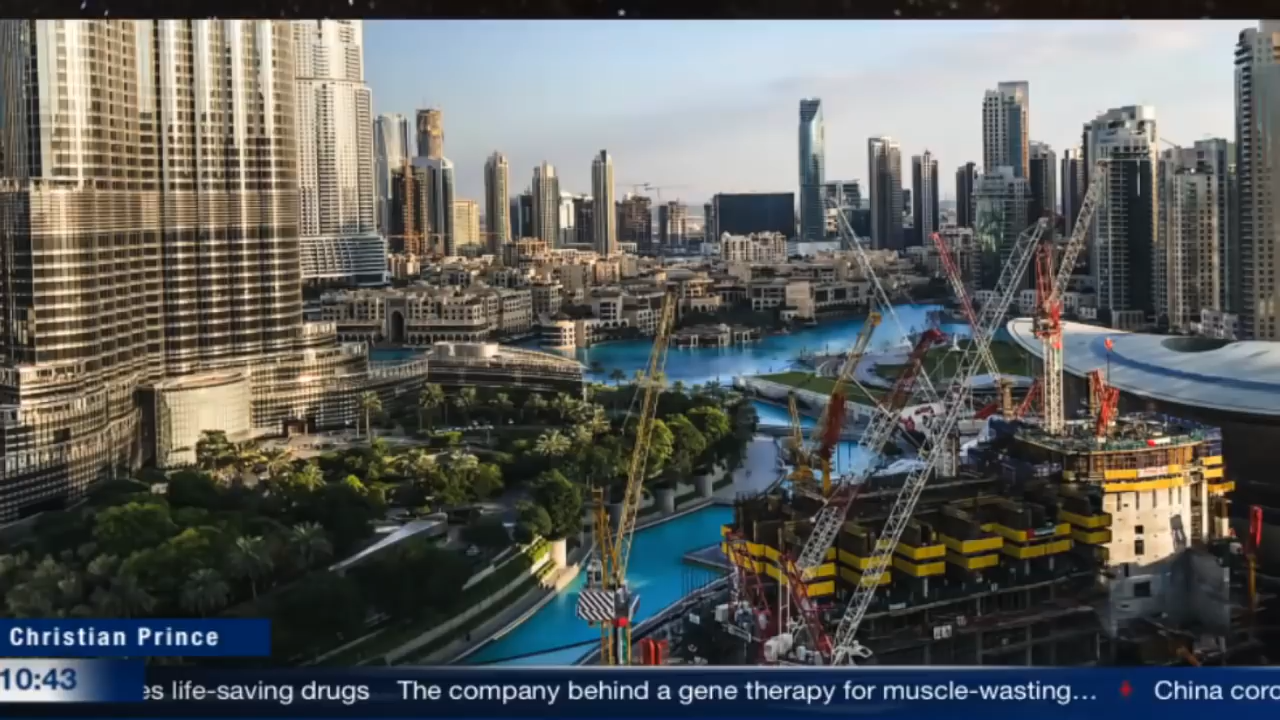 Christian Prince
10:43
es life-saving drugs The company behind a gene therapy for muscle-wasting... China coro